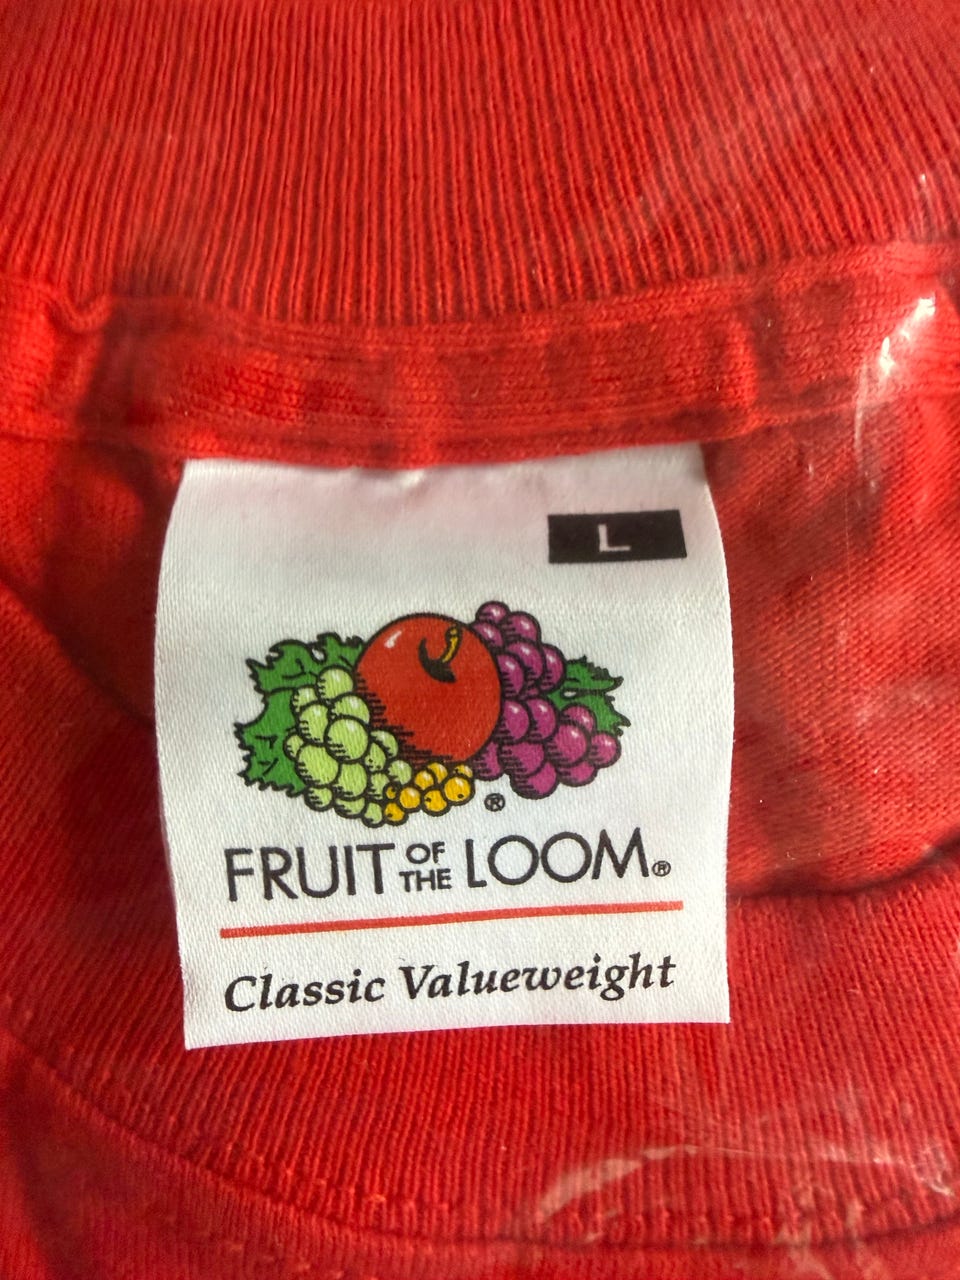 L
®
FRUIT OF THE LOOM®
Classic Valueweight